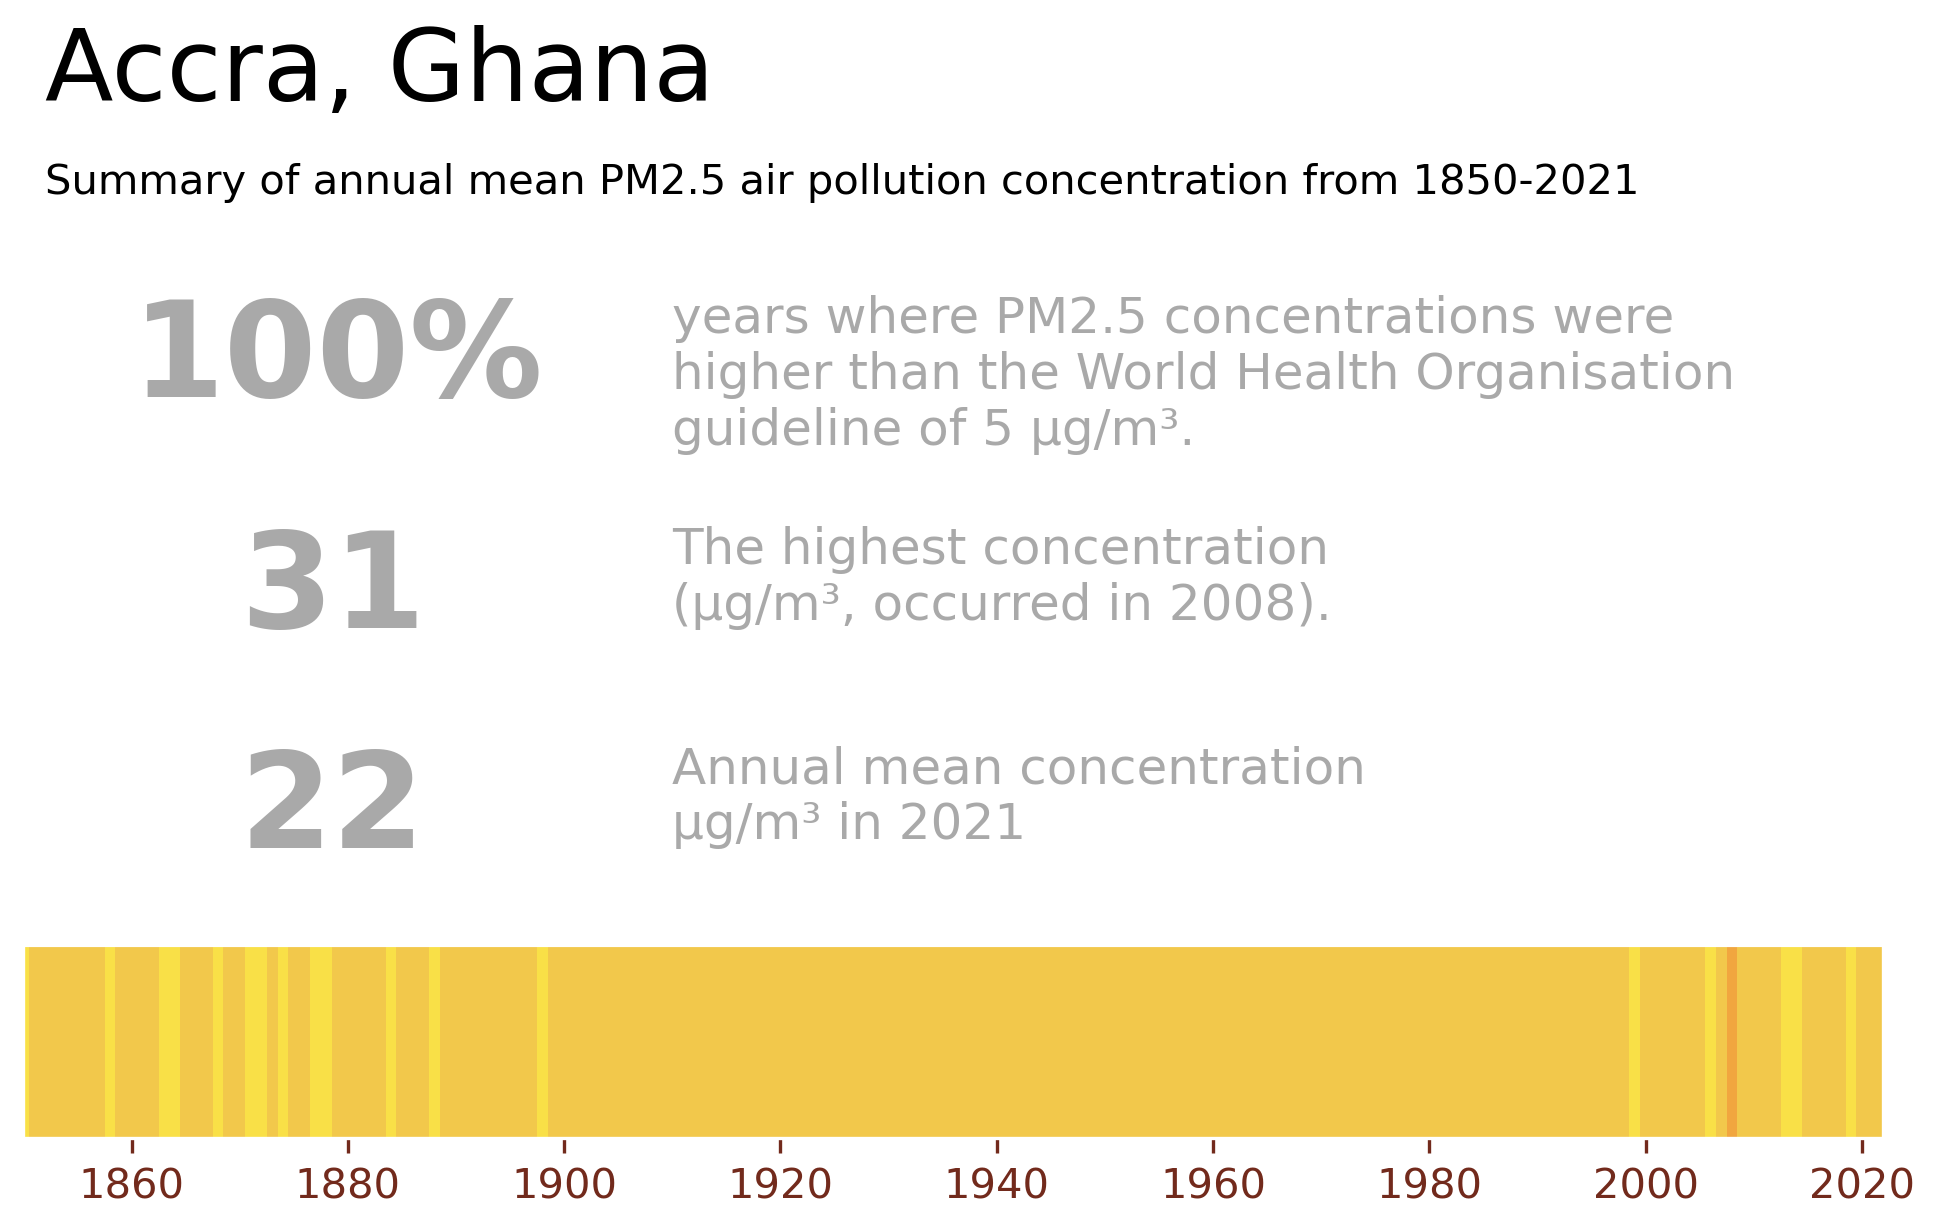 Accra, Ghana
Summary of annual mean PM2.5 air pollution concentration from 1850-2021
100%
years where PM2.5 concentrations were
higher than the World Health Organisation
guideline of 5 µg/m³.
31
The highest concentration
(µg/m³, occurred in 2008).
22
Annual mean concentration
µg/m³ in 2021
1860 1880 1900 1920 1940 1960 1980 2000 2020